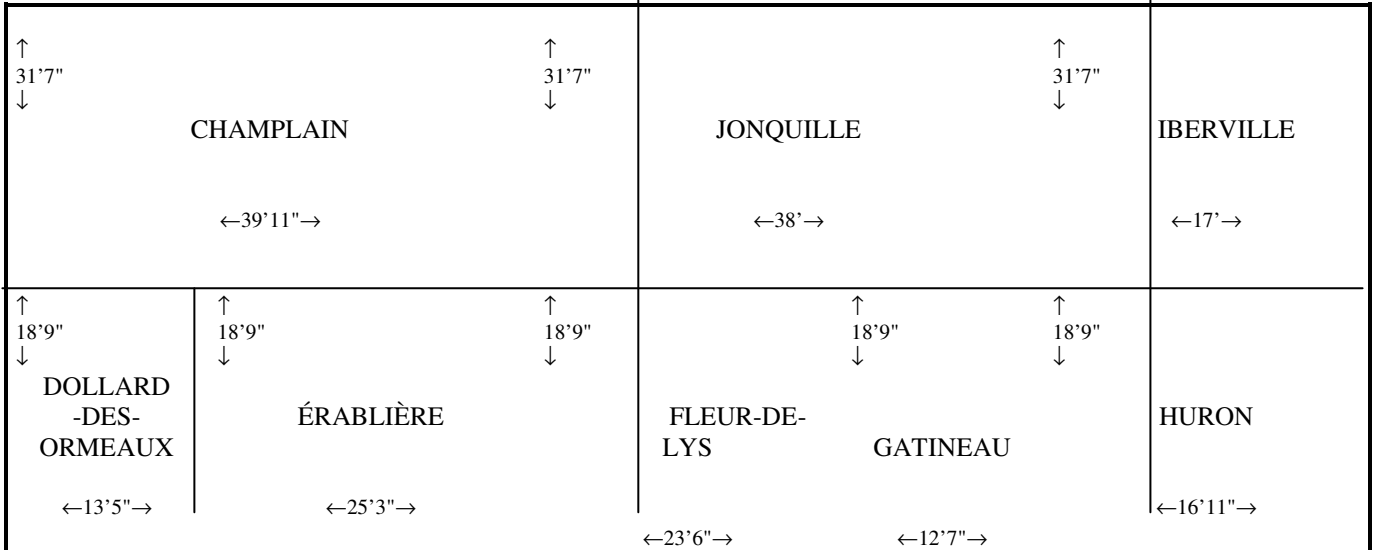 ↑ ↑ ↑
31'7" 31'7" 31'7"
↓ ↓ ↓
CHAMPLAIN JONQUILLE IBERVILLE
←39'11"→ ←38'→ ←17'→
↑ ↑ ↑ ↑ ↑
18'9" 18'9" 18'9" 18'9" 18'9"
↓ ↓ ↓ ↓ ↓
DOLLARD
-DES- ÉRABLIÈRE FLEUR-DE- HURON
ORMEAUX LYS GATINEAU
←13'5"→ ←25'3"→ ←16'11"→
←23'6"→ ←12'7"→